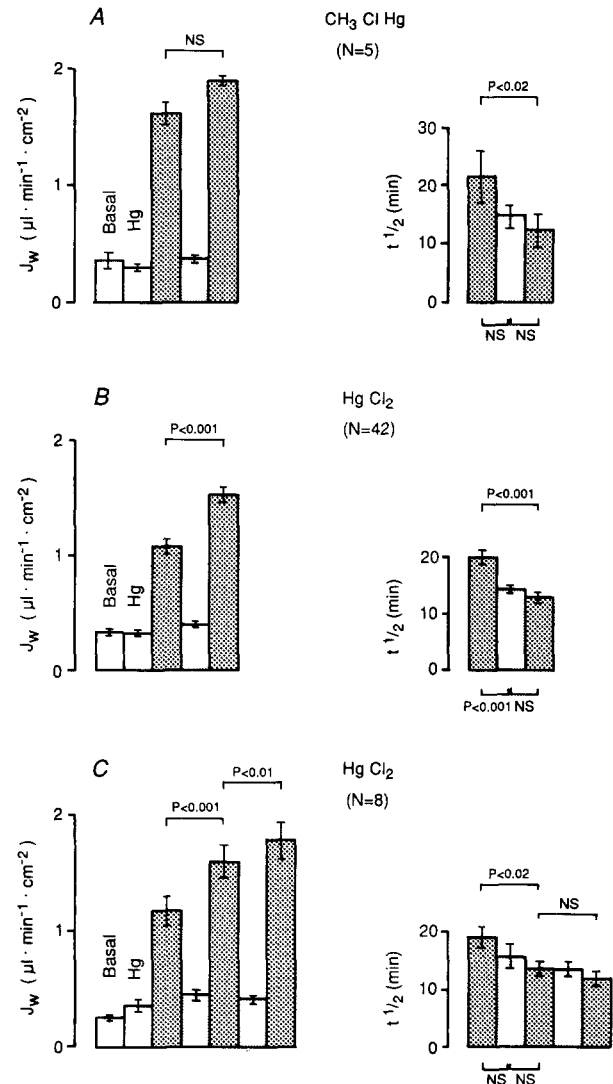 A
CH₃ Cl Hg
(N=5)
NS
2
1
0
J_W ( µl · min⁻¹ · cm⁻² )
Basal
Hg
P<0.02
30
20
10
0
t ½ (min)
NS NS
B
Hg Cl₂
(N=42)
P<0.001
2
1
0
J_W ( µl · min⁻¹ · cm⁻² )
Basal
Hg
P<0.001
20
10
0
t ½ (min)
P<0.001 NS
C
Hg Cl₂
(N=8)
P<0.01
P<0.001
2
1
0
J_W ( µl · min⁻¹ · cm⁻² )
Basal
Hg
P<0.02
NS
20
10
0
t ½ (min)
NS NS